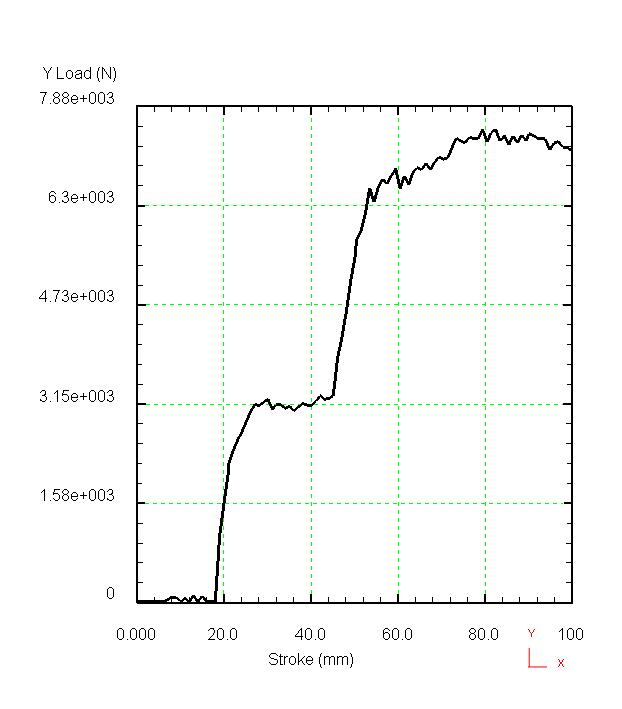 Y Load (N)
7.88e+003
6.3e+003
4.73e+003
3.15e+003
1.58e+003
0
0.000 20.0 40.0 60.0 80.0 100
Stroke (mm)
Y
X